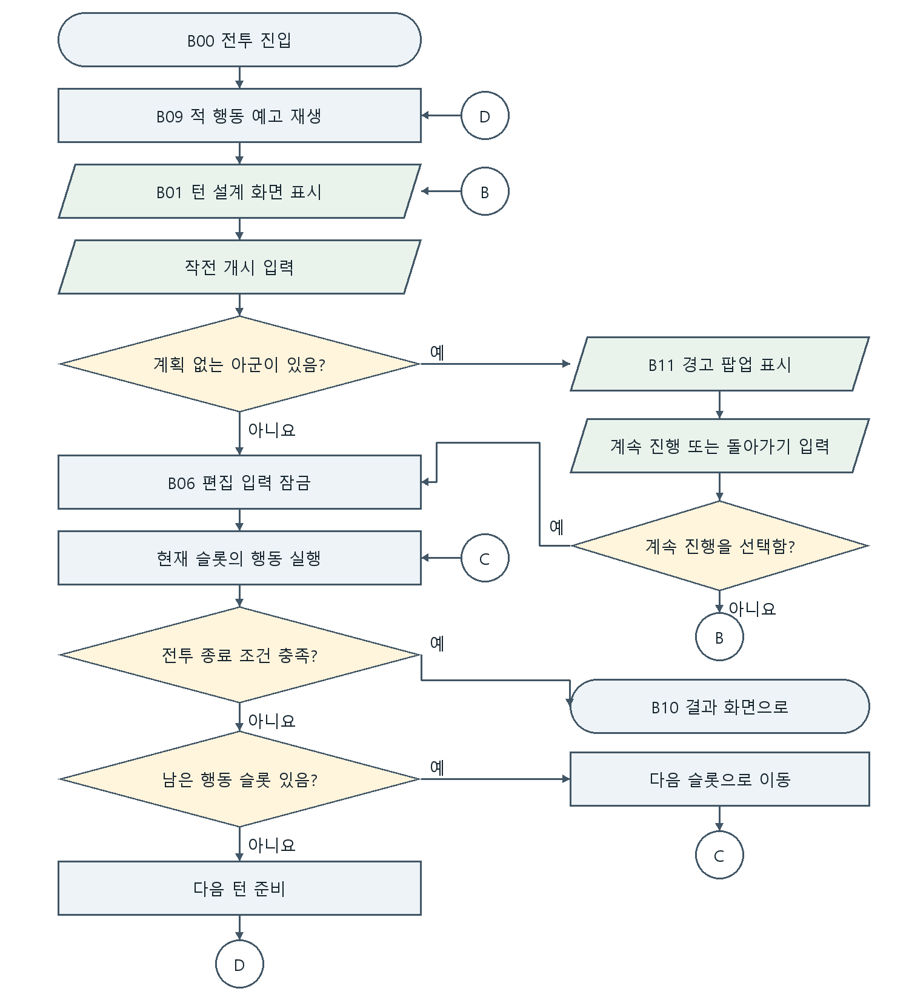 B00 전투 진입
B09 적 행동 예고 재생
D
B01 턴 설계 화면 표시
B
작전 개시 입력
계획 없는 아군이 있음?
예
B11 경고 팝업 표시
아니요
계속 진행 또는 돌아가기 입력
B06 편집 입력 잠금
예
계속 진행을 선택함?
현재 슬롯의 행동 실행
C
아니요
B
전투 종료 조건 충족?
예
B10 결과 화면으로
아니요
남은 행동 슬롯 있음?
예
다음 슬롯으로 이동
아니요
C
다음 턴 준비
D